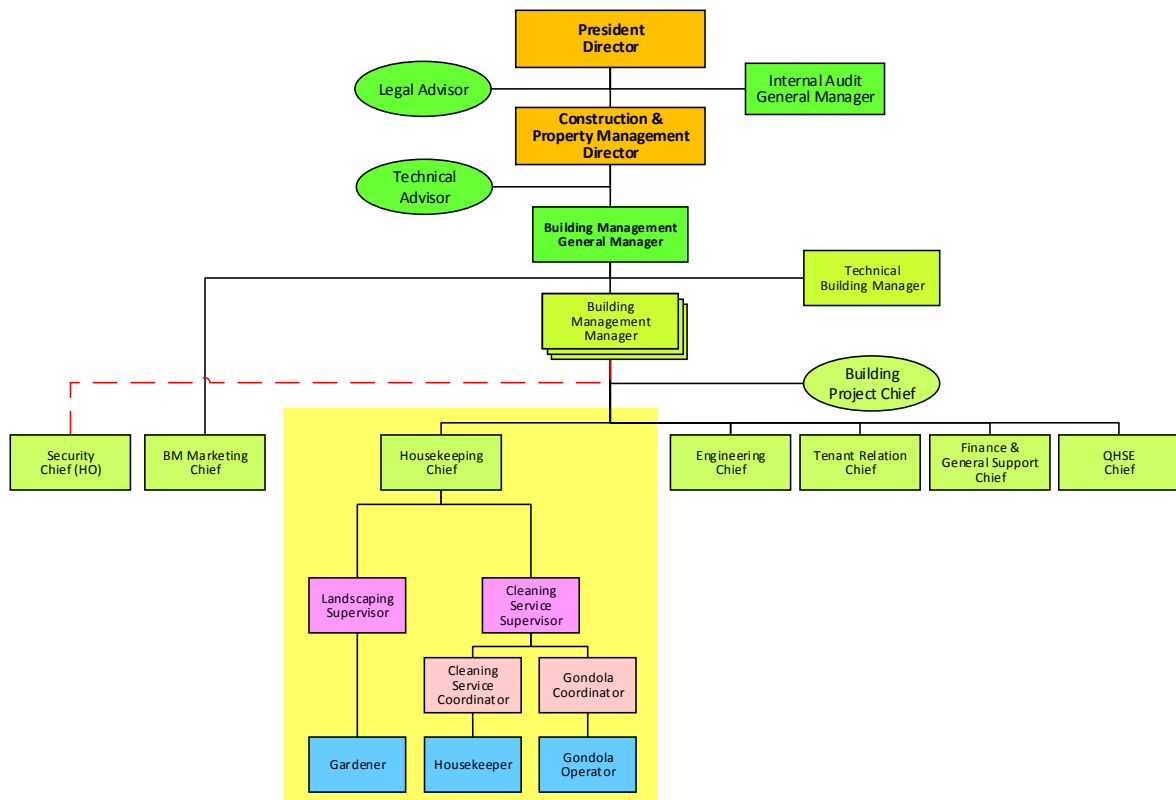 President
Director
Legal Advisor
Internal Audit
General Manager
Construction &
Property Management
Director
Technical
Advisor
Building Management
General Manager
Technical
Building Manager
Building
Management
Manager
Building
Project Chief
Security
Chief (HO)
BM Marketing
Chief
Housekeeping
Chief
Engineering
Chief
Tenant Relation
Chief
Finance &
General Support
Chief
QHSE
Chief
Landscaping
Supervisor
Cleaning
Service
Supervisor
Cleaning
Service
Coordinator
Gondola
Coordinator
Gardener
Housekeeper
Gondola
Operator